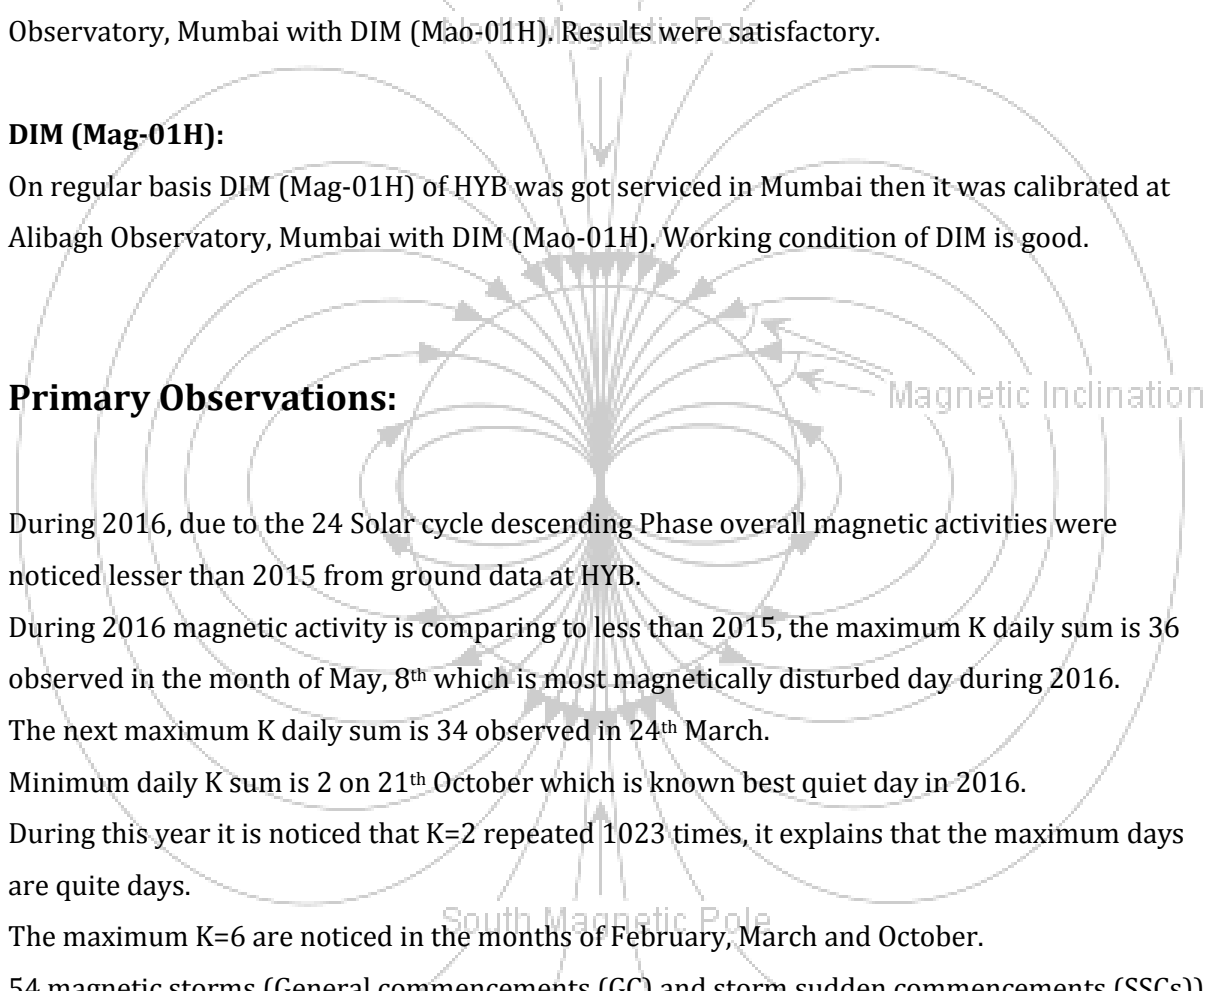 North Magnetic Pole
Observatory, Mumbai with DIM (Mao-01H). Results were satisfactory.
DIM (Mag-01H):
On regular basis DIM (Mag-01H) of HYB was got serviced in Mumbai then it was calibrated at
Alibagh Observatory, Mumbai with DIM (Mao-01H). Working condition of DIM is good.
Primary Observations:
Magnetic Inclination
During 2016, due to the 24 Solar cycle descending Phase overall magnetic activities were
noticed lesser than 2015 from ground data at HYB.
During 2016 magnetic activity is comparing to less than 2015, the maximum K daily sum is 36
observed in the month of May, 8th which is most magnetically disturbed day during 2016.
The next maximum K daily sum is 34 observed in 24th March.
Minimum daily K sum is 2 on 21th October which is known best quiet day in 2016.
During this year it is noticed that K=2 repeated 1023 times, it explains that the maximum days
are quite days.
South Magnetic Pole
The maximum K=6 are noticed in the months of February, March and October.
54 magnetic storms (General commencements (GC) and storm sudden commencements (SSCs))